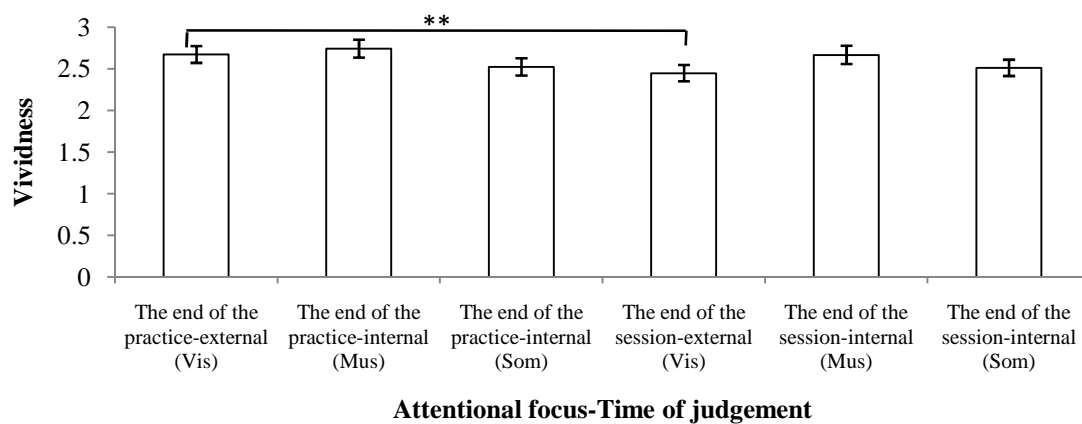 **
3
2.5
2
1.5
1
0.5
0
Vividness
The end of the
practice-external
(Vis)
The end of the
practice-internal
(Mus)
The end of the
practice-internal
(Som)
The end of the
session-external
(Vis)
The end of the
session-internal
(Mus)
The end of the
session-internal
(Som)
Attentional focus-Time of judgement